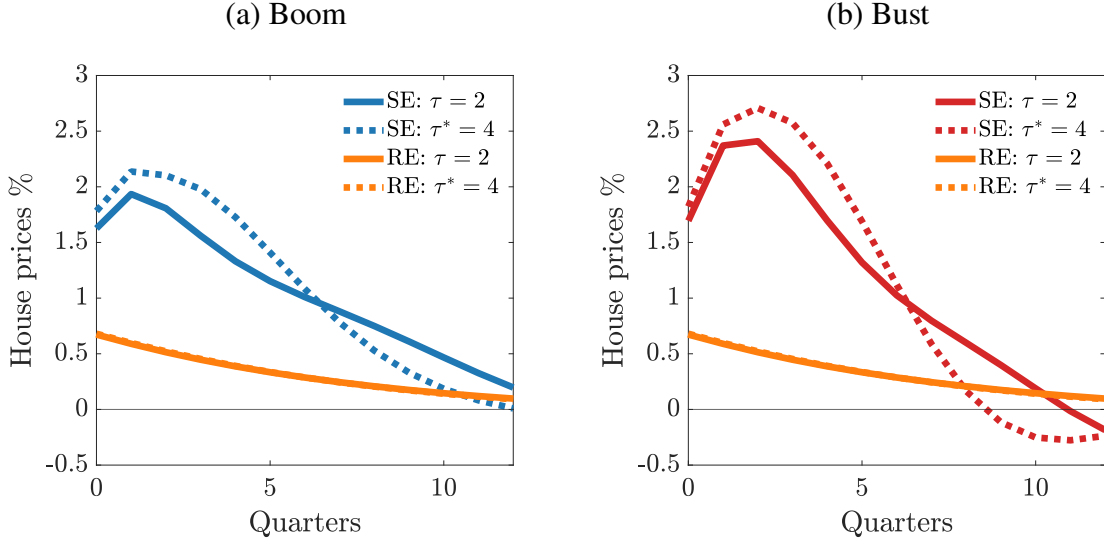 (a) Boom
(b) Bust
House prices %
3
2.5
2
1.5
1
0.5
0
-0.5
SE: τ = 2
SE: τ* = 4
RE: τ = 2
RE: τ* = 4
0
5
10
Quarters
House prices %
3
2.5
2
1.5
1
0.5
0
-0.5
SE: τ = 2
SE: τ* = 4
RE: τ = 2
RE: τ* = 4
0
5
10
Quarters